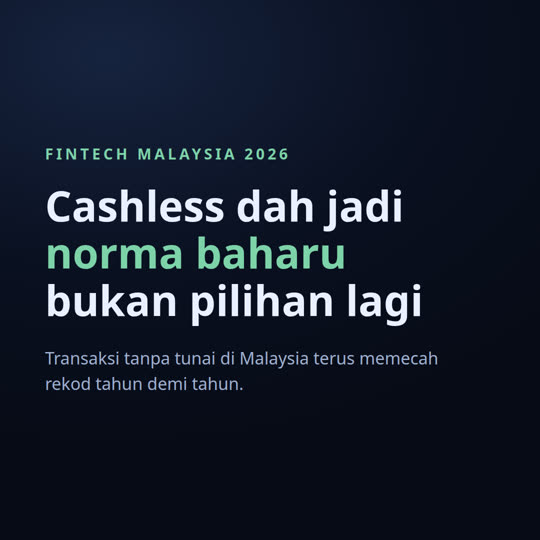 FINTECH MALAYSIA 2026
Cashless dah jadi
norma baharu
bukan pilihan lagi
Transaksi tanpa tunai di Malaysia terus memecah
rekod tahun demi tahun.